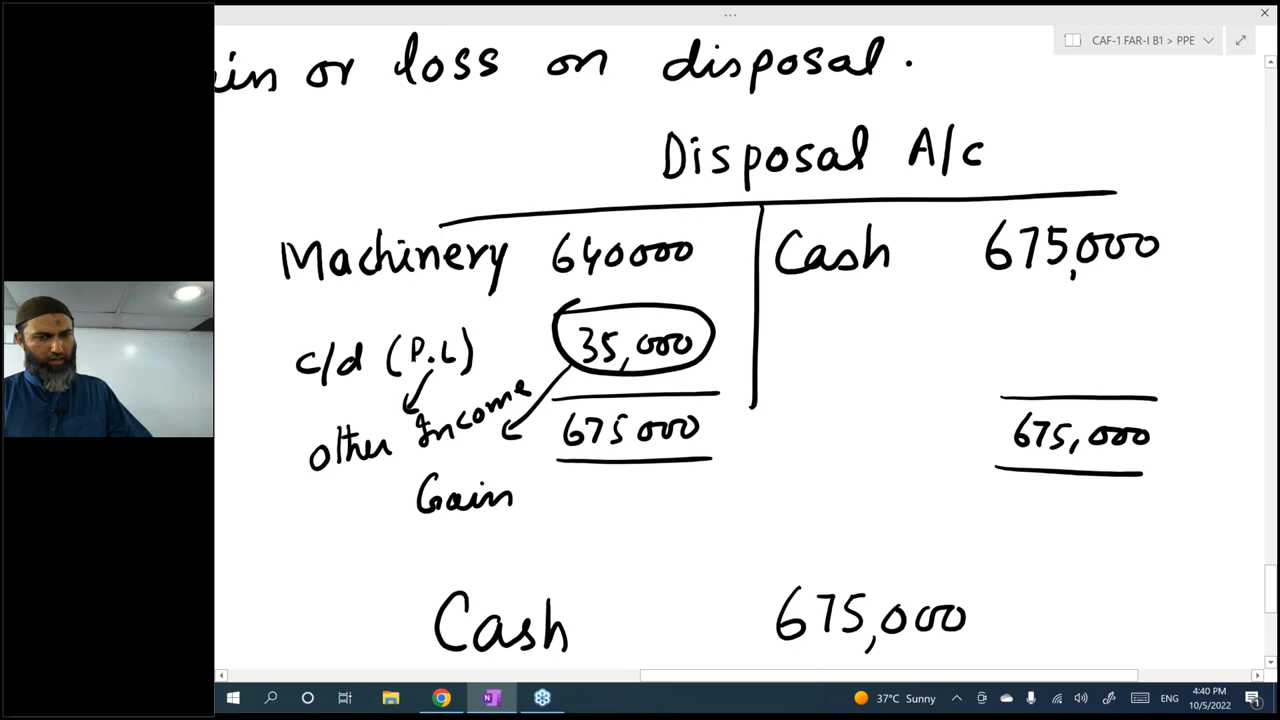 CAF-1 FAR-I B1 > PPE
in or loss on disposal.
Disposal A/c
Machinery 640000 Cash 675,000
c/d (P.L) 35,000
other Income 675000 675,000
Gain
Cash 675,000
37°C Sunny
ENG
4:40 PM
10/5/2022
1